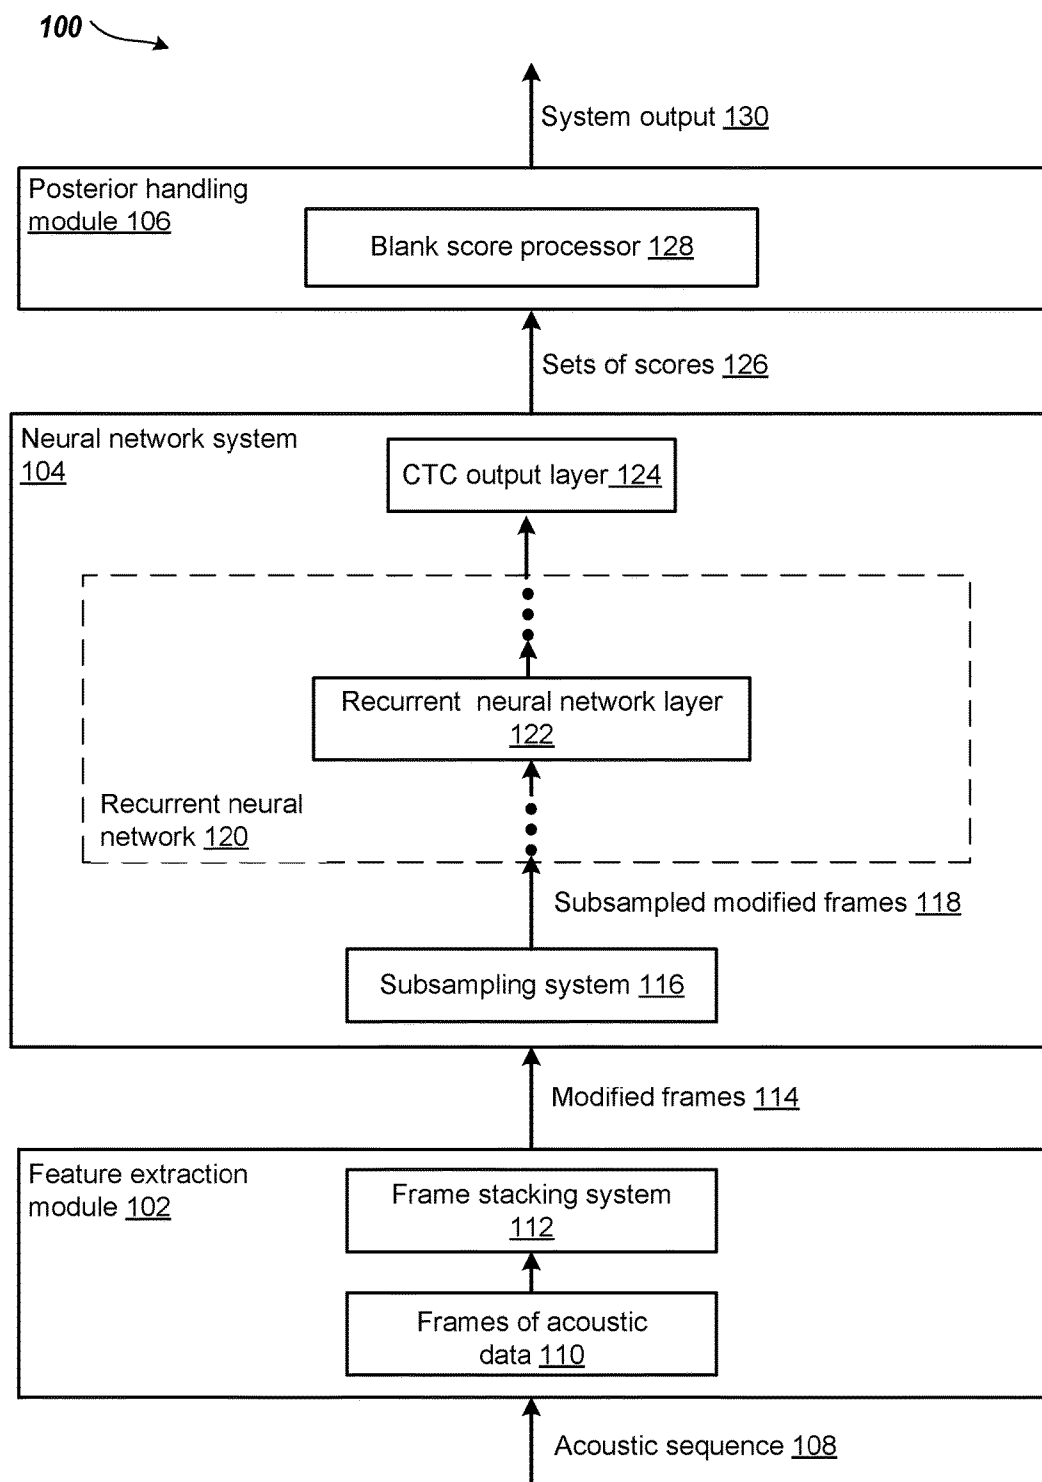 100
System output 130
Posterior handling
module 106
Blank score processor 128
Sets of scores 126
Neural network system
104
CTC output layer 124
Recurrent neural network layer
122
Recurrent neural
network 120
Subsampled modified frames 118
Subsampling system 116
Modified frames 114
Feature extraction
module 102
Frame stacking system
112
Frames of acoustic
data 110
Acoustic sequence 108